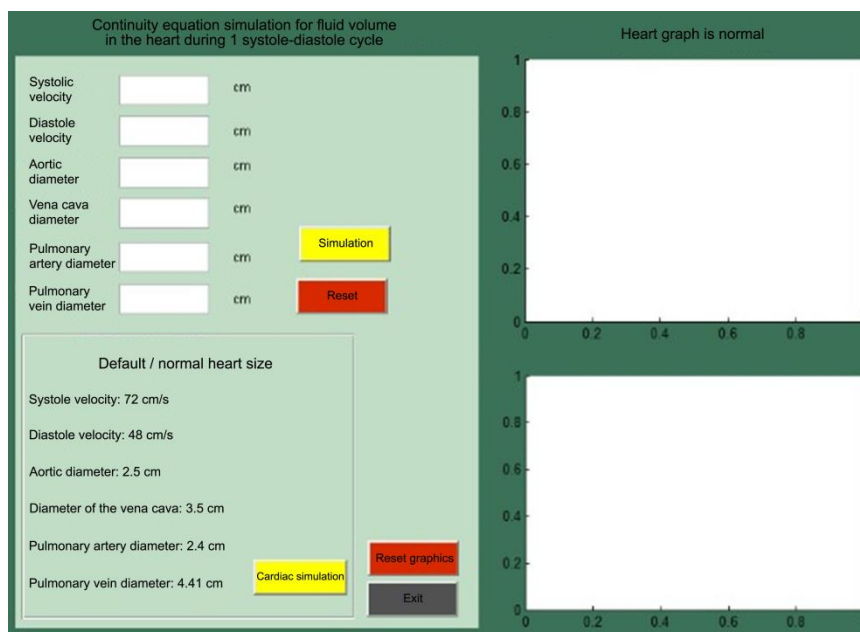 Continuity equation simulation for fluid volume
in the heart during 1 systole-diastole cycle
Systolic
velocity
cm
Diastole
velocity
cm
Aortic
diameter
cm
Vena cava
diameter
cm
Pulmonary
artery diameter
cm
Pulmonary
vein diameter
cm
Simulation
Reset
Default / normal heart size
Systole velocity: 72 cm/s
Diastole velocity: 48 cm/s
Aortic diameter: 2.5 cm
Diameter of the vena cava: 3.5 cm
Pulmonary artery diameter: 2.4 cm
Pulmonary vein diameter: 4.41 cm
Cardiac simulation
Reset graphics
Exit
Heart graph is normal
1
0.8
0.6
0.4
0.2
0
0 0.2 0.4 0.6 0.8
1
0.8
0.6
0.4
0.2
0
0 0.2 0.4 0.6 0.8